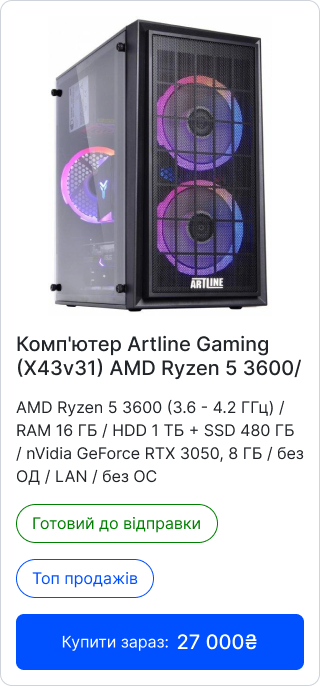 ARTLINE
Комп'ютер Artline Gaming
(X43v31) AMD Ryzen 5 3600/
AMD Ryzen 5 3600 (3.6 - 4.2 ГГц) /
RAM 16 ГБ / HDD 1 ТБ + SSD 480 ГБ
/ nVidia GeForce RTX 3050, 8 ГБ / без
ОД / LAN / без ОС
Готовий до відправки
Топ продажів
Купити зараз: 27 000₴